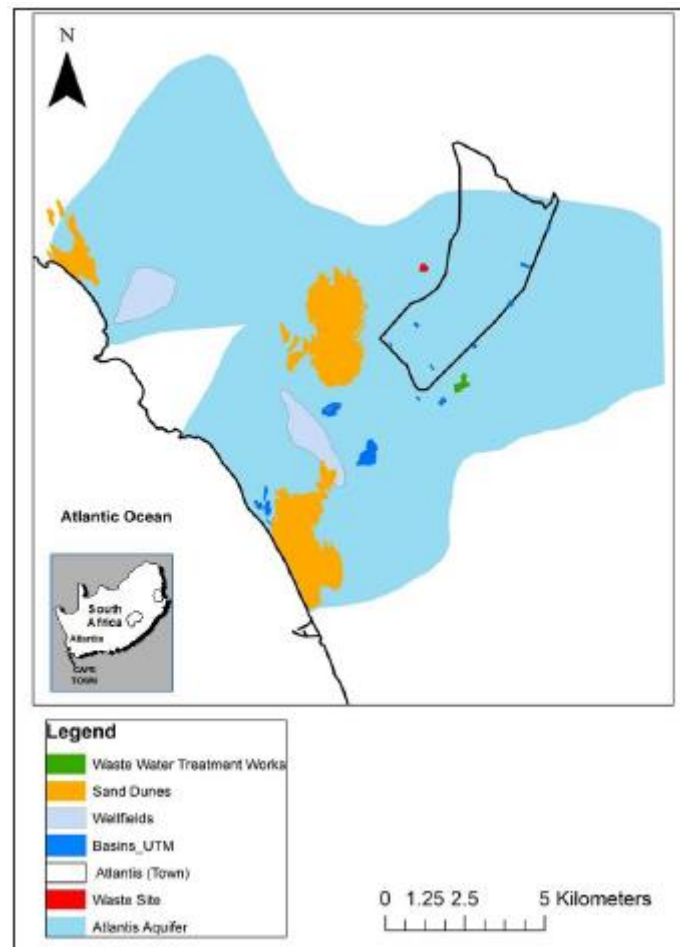 N
Atlantic Ocean
South
Africa
Atlantis
CAPE
TOWN
Legend
Waste Water Treatment Works
Sand Dunes
Wellfields
Basins_UTM
Atlantis (Town)
Waste Site
Atlantis Aquifer
0 1.25 2.5 5 Kilometers